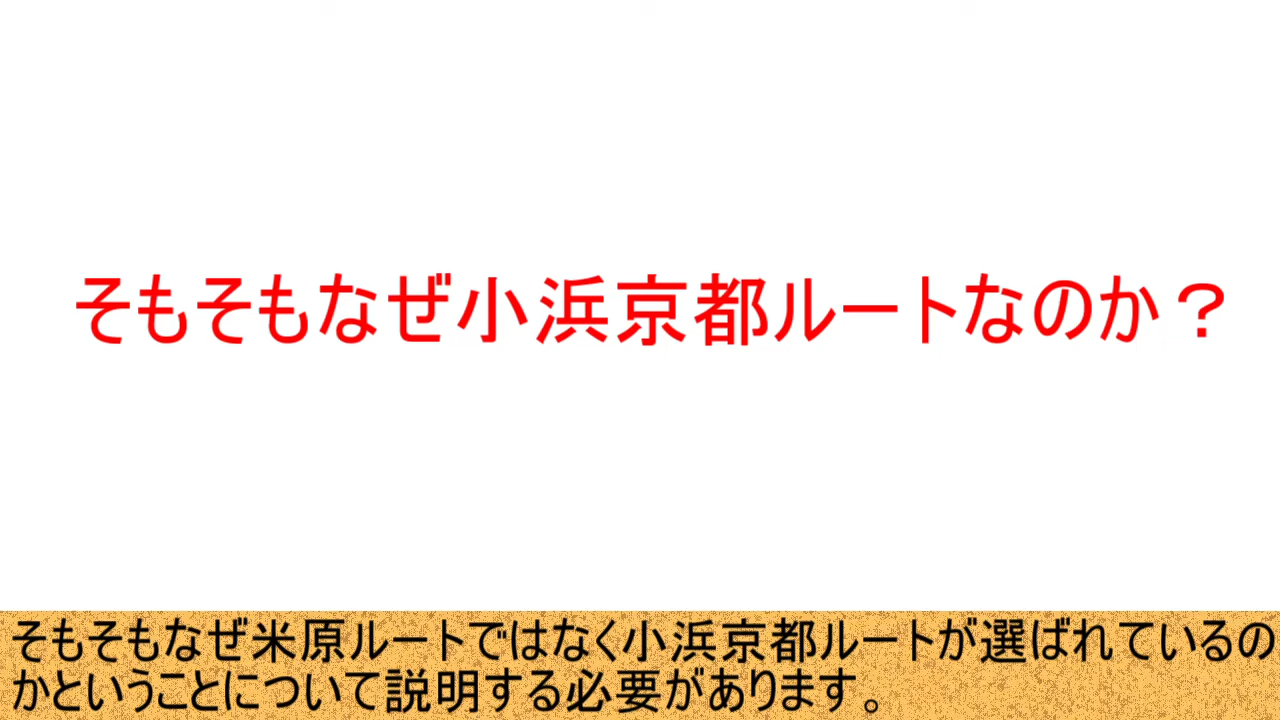 そもそもなぜ小浜京都ルートなのか？
そもそもなぜ米原ルートではなく小浜京都ルートが選ばれているの
かということについて説明する必要があります。